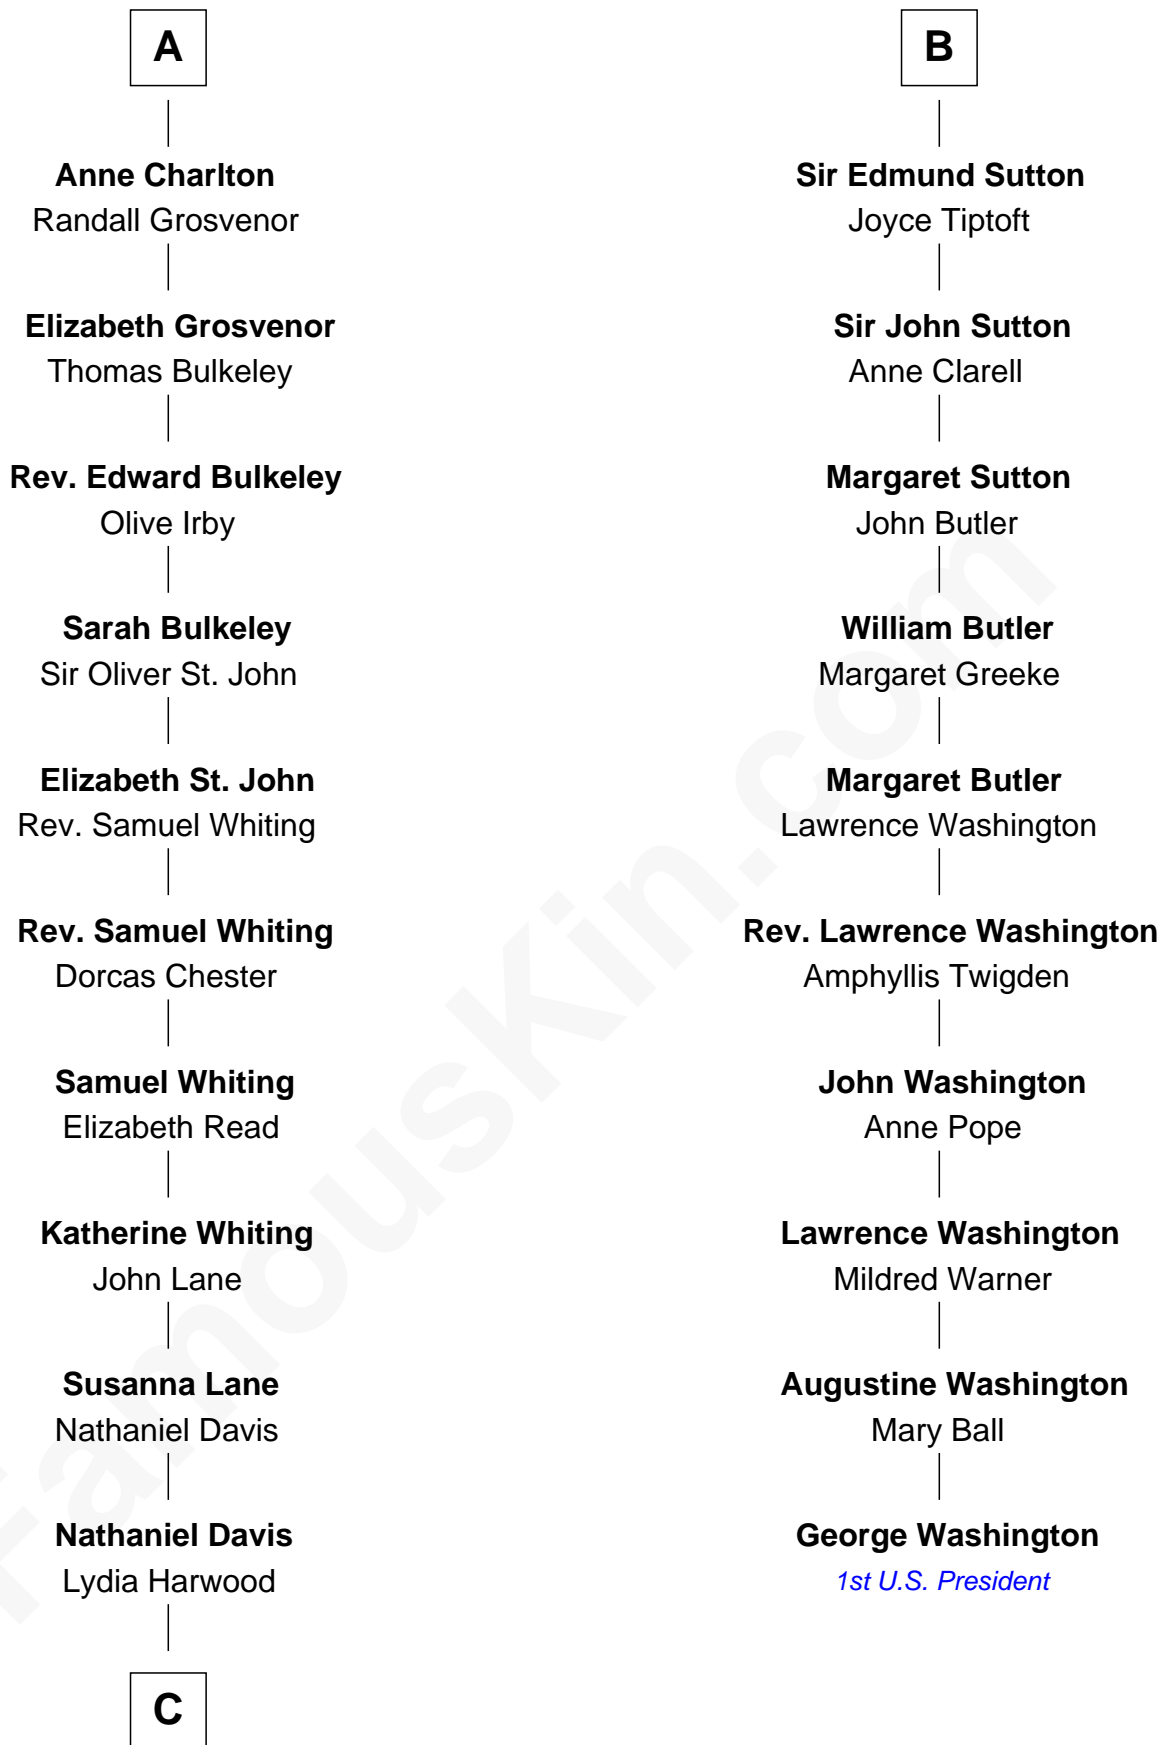 A
Anne Charlton
Randall Grosvenor
Elizabeth Grosvenor
Thomas Bulkeley
Rev. Edward Bulkeley
Olive Irby
Sarah Bulkeley
Sir Oliver St. John
Elizabeth St. John
Rev. Samuel Whiting
Rev. Samuel Whiting
Dorcas Chester
Samuel Whiting
Elizabeth Read
Katherine Whiting
John Lane
Susanna Lane
Nathaniel Davis
Nathaniel Davis
Lydia Harwood
C
B
Sir Edmund Sutton
Joyce Tiptoft
Sir John Sutton
Anne Clarell
Margaret Sutton
John Butler
William Butler
Margaret Greeke
Margaret Butler
Lawrence Washington
Rev. Lawrence Washington
Amphyllis Twigden
John Washington
Anne Pope
Lawrence Washington
Mildred Warner
Augustine Washington
Mary Ball
George Washington
1st U.S. President
FamousKin.com